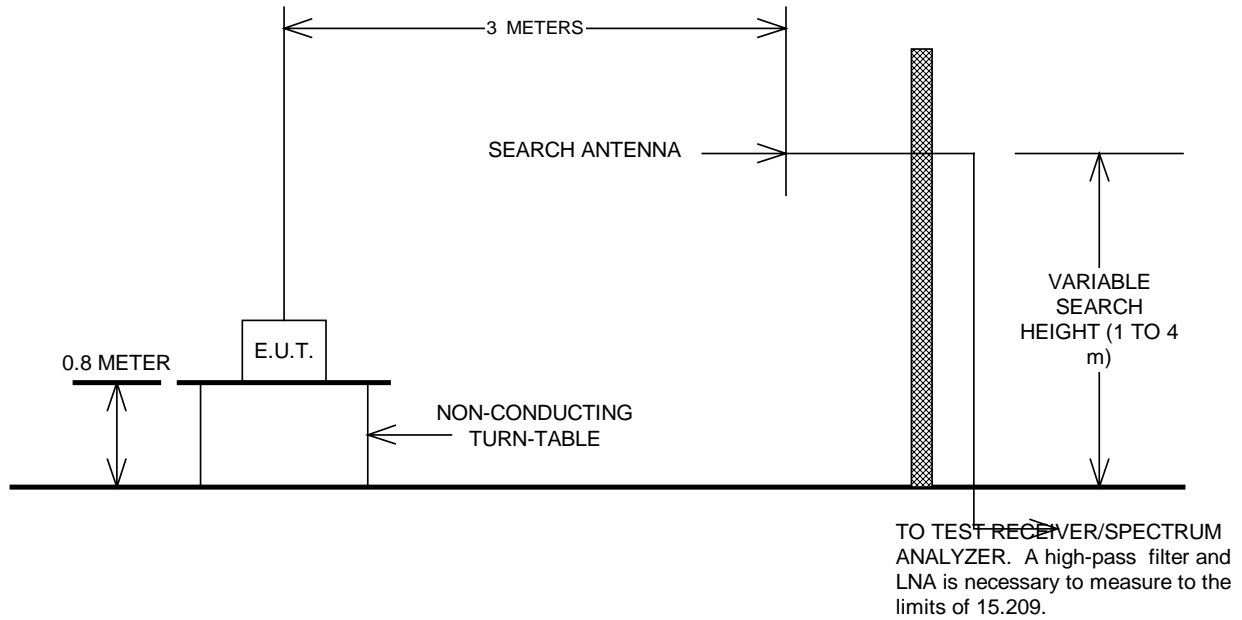 3 METERS
SEARCH ANTENNA
VARIABLE
SEARCH
HEIGHT (1 TO 4
m)
E.U.T.
0.8 METER
NON-CONDUCTING
TURN-TABLE
TO TEST RECEIVER/SPECTRUM
ANALYZER. A high-pass filter and
LNA is necessary to measure to the
limits of 15.209.